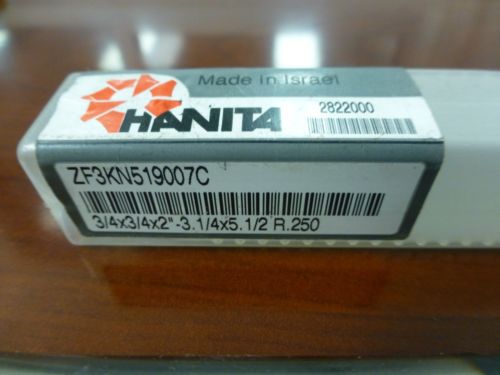 Made in Israel
HANITA
2822000
ZF3KN519007C
3/4x3/4x2"-3.1/4x5.1/2 R.250